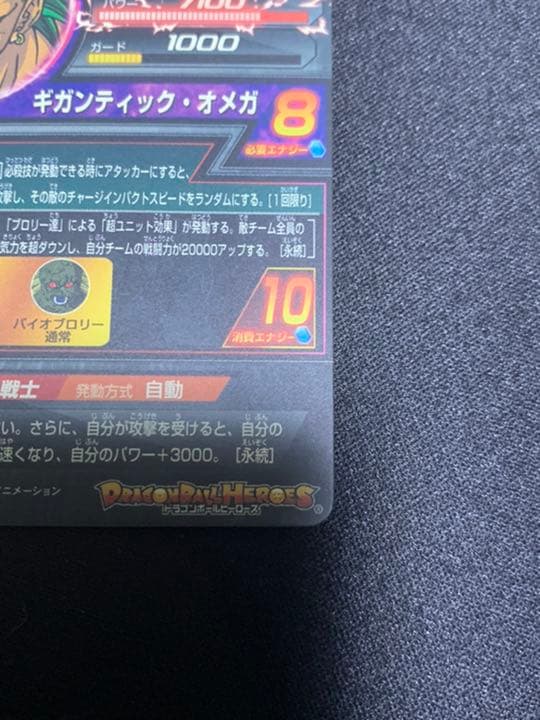 パワー 7100
ガード 1000
ギガンティック・オメガ 8
必要エナジー
必殺技が発動できる時にアタッカーにすると、
攻撃し、その敵のチャージインパクトスピードをランダムにする。[1回限り]
「ブロリー達」による「超ユニット効果」が発動する。敵チーム全員の
気力を超ダウンし、自分チームの戦闘力が20000アップする。[永続]
バイオブロリー
通常
10
消費エナジー
戦士 発動方式 自動
い。さらに、自分が攻撃を受けると、自分の
速くなり、自分のパワー+3000。[永続]
ニメーション
DRAGONBALL HEROES
ドラゴンボールヒーローズ
®